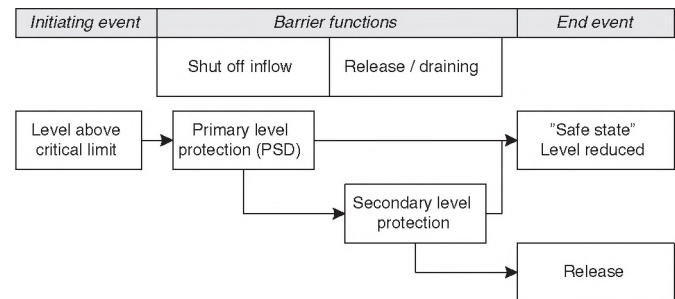 Initiating event
Barrier functions
End event
Shut off inflow
Release / draining
Level above
critical limit
Primary level
protection (PSD)
"Safe state"
Level reduced
Secondary level
protection
Release